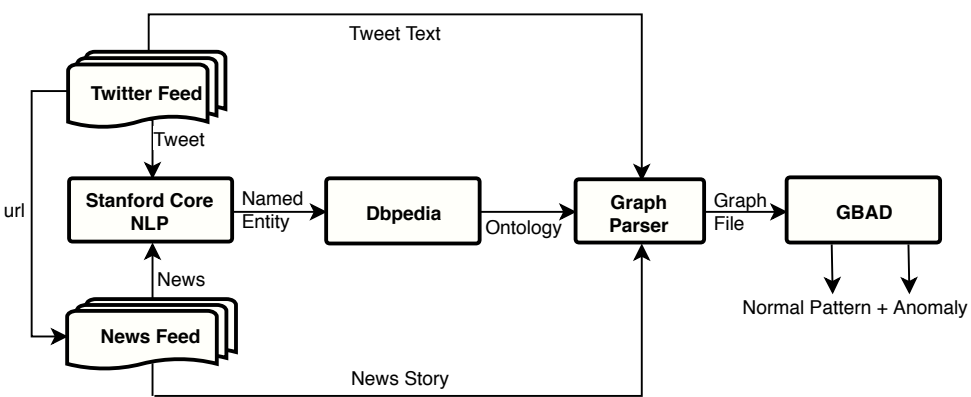 Tweet Text
Twitter Feed
Tweet
url
Stanford Core
NLP
Named
Entity
Dbpedia
Ontology
Graph
Parser
Graph
File
GBAD
News
Normal Pattern + Anomaly
News Feed
News Story